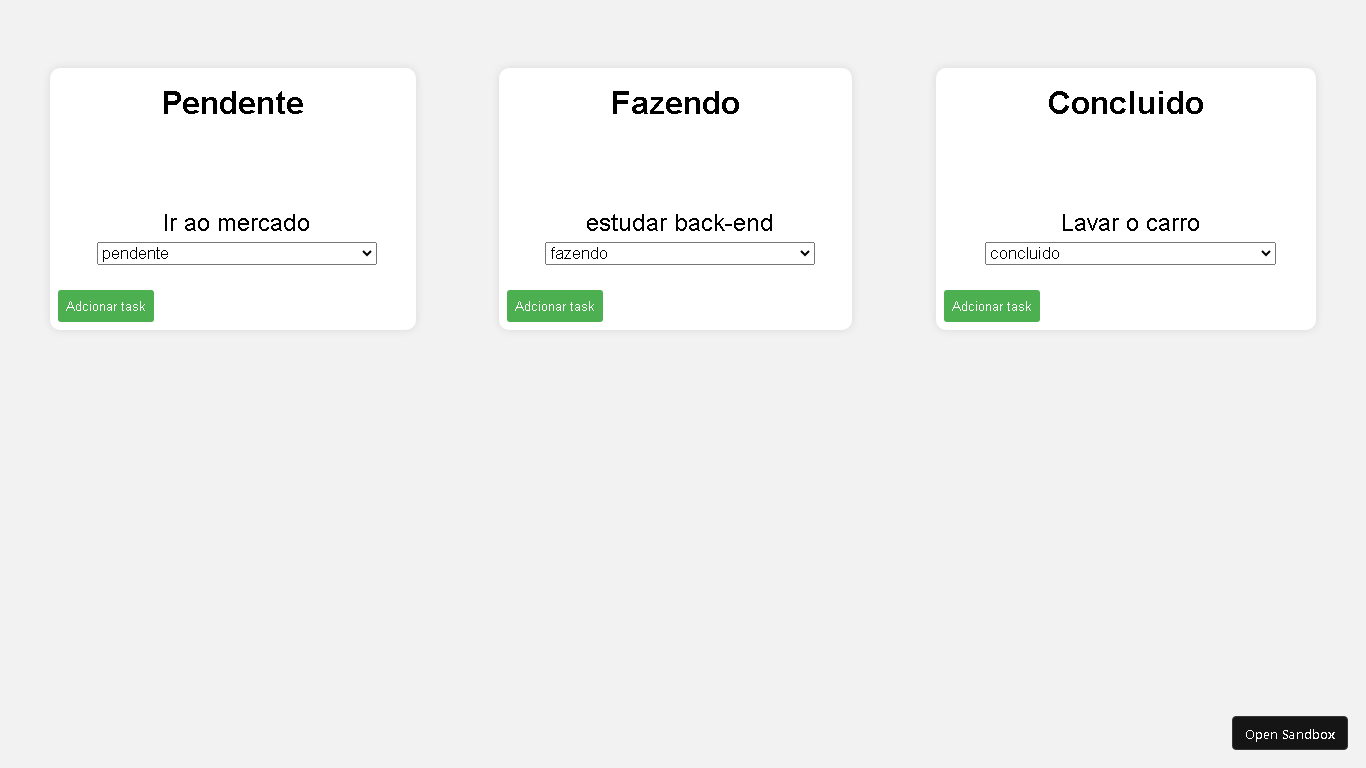 Pendente
Ir ao mercado
pendente
Adcionar task
Fazendo
estudar back-end
fazendo
Adcionar task
Concluido
Lavar o carro
concluido
Adcionar task
Open Sandbox